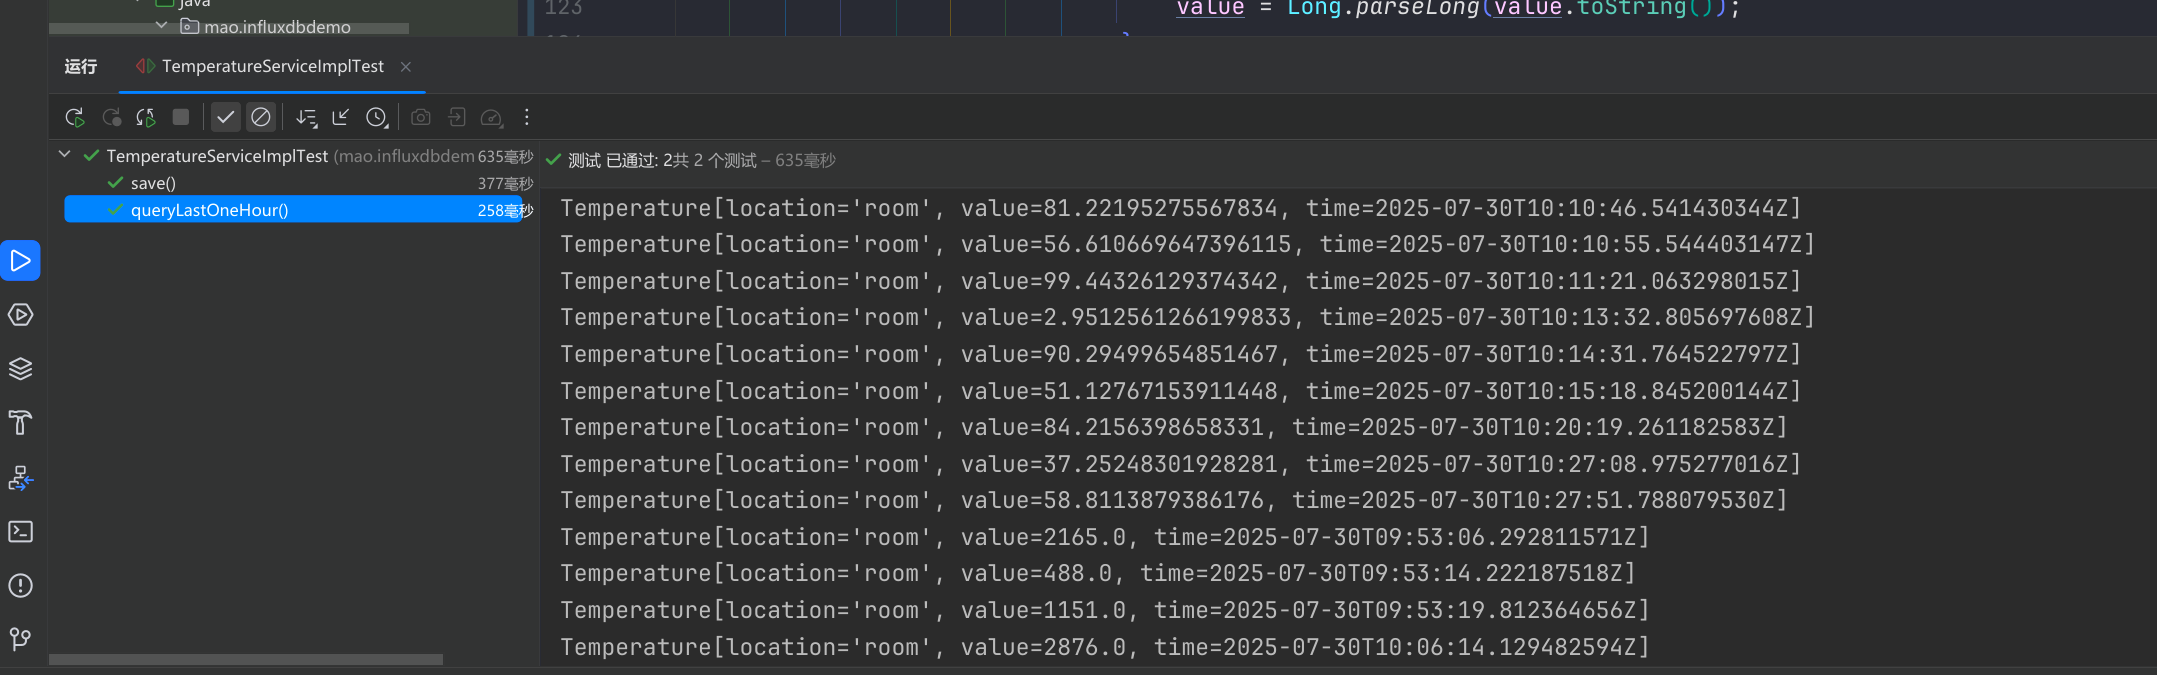 java
mao.influxdbdemo
123
value = Long.parseLong(value.toString());
运行
TemperatureServiceImplTest
TemperatureServiceImplTest (mao.influxdbdem 635毫秒
save() 377毫秒
queryLastOneHour() 258毫秒
测试 已通过: 2共 2 个测试 – 635毫秒
Temperature[location='room', value=81.22195275567834, time=2025-07-30T10:10:46.541430344Z]
Temperature[location='room', value=56.610669647396115, time=2025-07-30T10:10:55.544403147Z]
Temperature[location='room', value=99.44326129374342, time=2025-07-30T10:11:21.063298015Z]
Temperature[location='room', value=2.9512561266199833, time=2025-07-30T10:13:32.805697608Z]
Temperature[location='room', value=90.29499654851467, time=2025-07-30T10:14:31.764522797Z]
Temperature[location='room', value=51.12767153911448, time=2025-07-30T10:15:18.845200144Z]
Temperature[location='room', value=84.2156398658331, time=2025-07-30T10:20:19.261182583Z]
Temperature[location='room', value=37.25248301928281, time=2025-07-30T10:27:08.975277016Z]
Temperature[location='room', value=58.8113879386176, time=2025-07-30T10:27:51.788079530Z]
Temperature[location='room', value=2165.0, time=2025-07-30T09:53:06.292811571Z]
Temperature[location='room', value=488.0, time=2025-07-30T09:53:14.222187518Z]
Temperature[location='room', value=1151.0, time=2025-07-30T09:53:19.812364656Z]
Temperature[location='room', value=2876.0, time=2025-07-30T10:06:14.129482594Z]